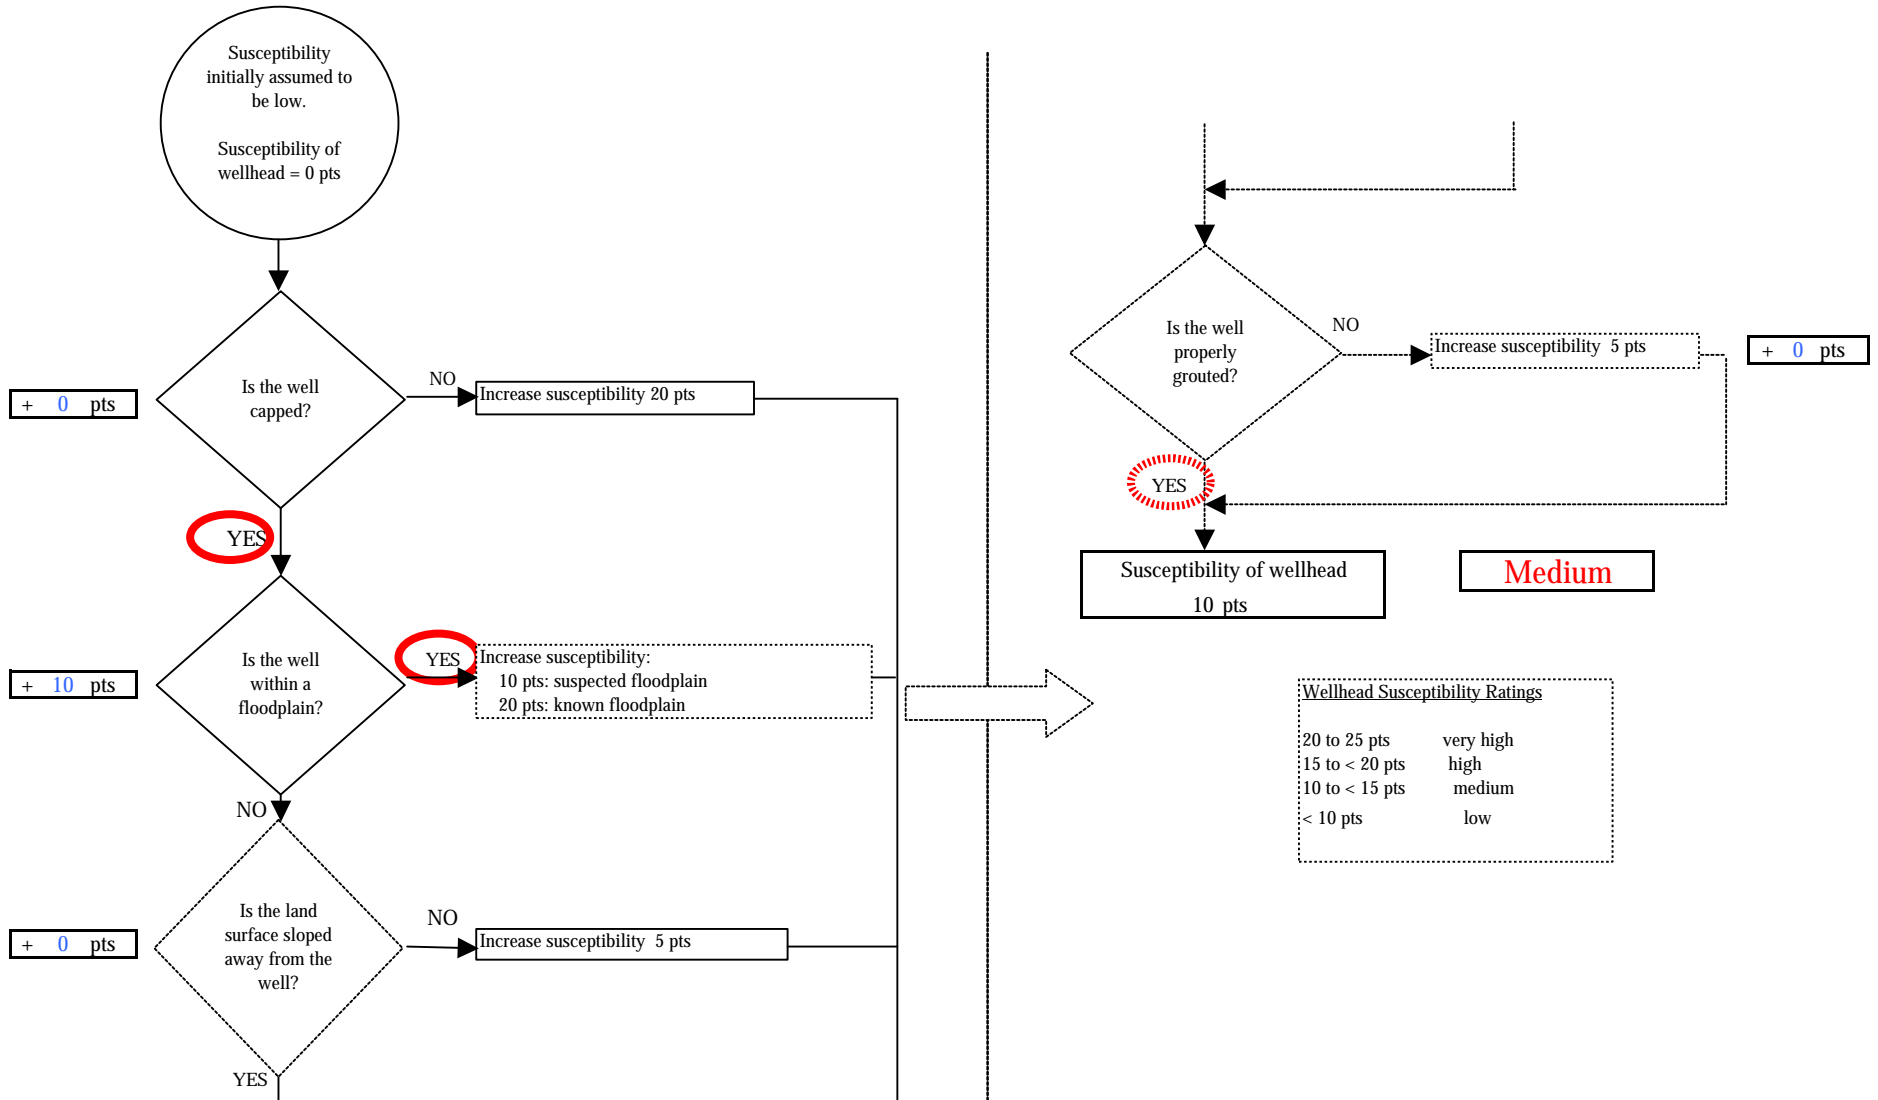 Susceptibility
initially assumed to
be low.
Susceptibility of
wellhead = 0 pts
Is the well
capped?
NO
Increase susceptibility 20 pts
+ 0 pts
YES
Is the well
within a
floodplain?
YES
Increase susceptibility:
10 pts: suspected floodplain
20 pts: known floodplain
+ 10 pts
NO
Is the land
surface sloped
away from the
well?
NO
Increase susceptibility 5 pts
+ 0 pts
YES
Is the well
properly
grouted?
NO
Increase susceptibility 5 pts
+ 0 pts
YES
Susceptibility of wellhead
10 pts
Medium
Wellhead Susceptibility Ratings
20 to 25 pts very high
15 to < 20 pts high
10 to < 15 pts medium
< 10 pts low